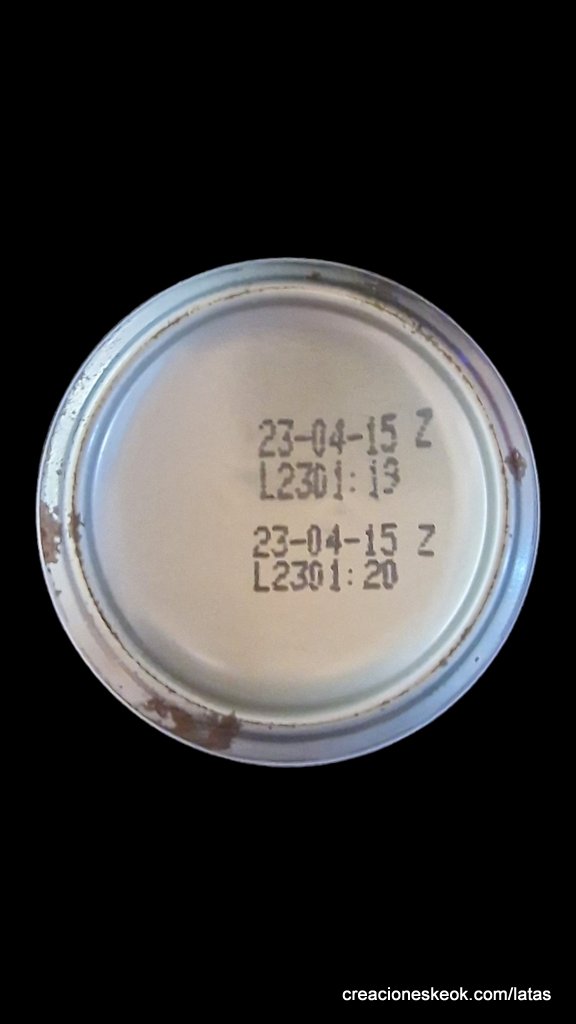 23-04-15 Z
L2301:19
23-04-15 Z
L2301:20
creacioneskeok.com/latas